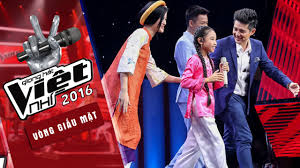 GIỌNG HÁT
Việt
NHÍ 2016
VÒNG GIẤU MẶT